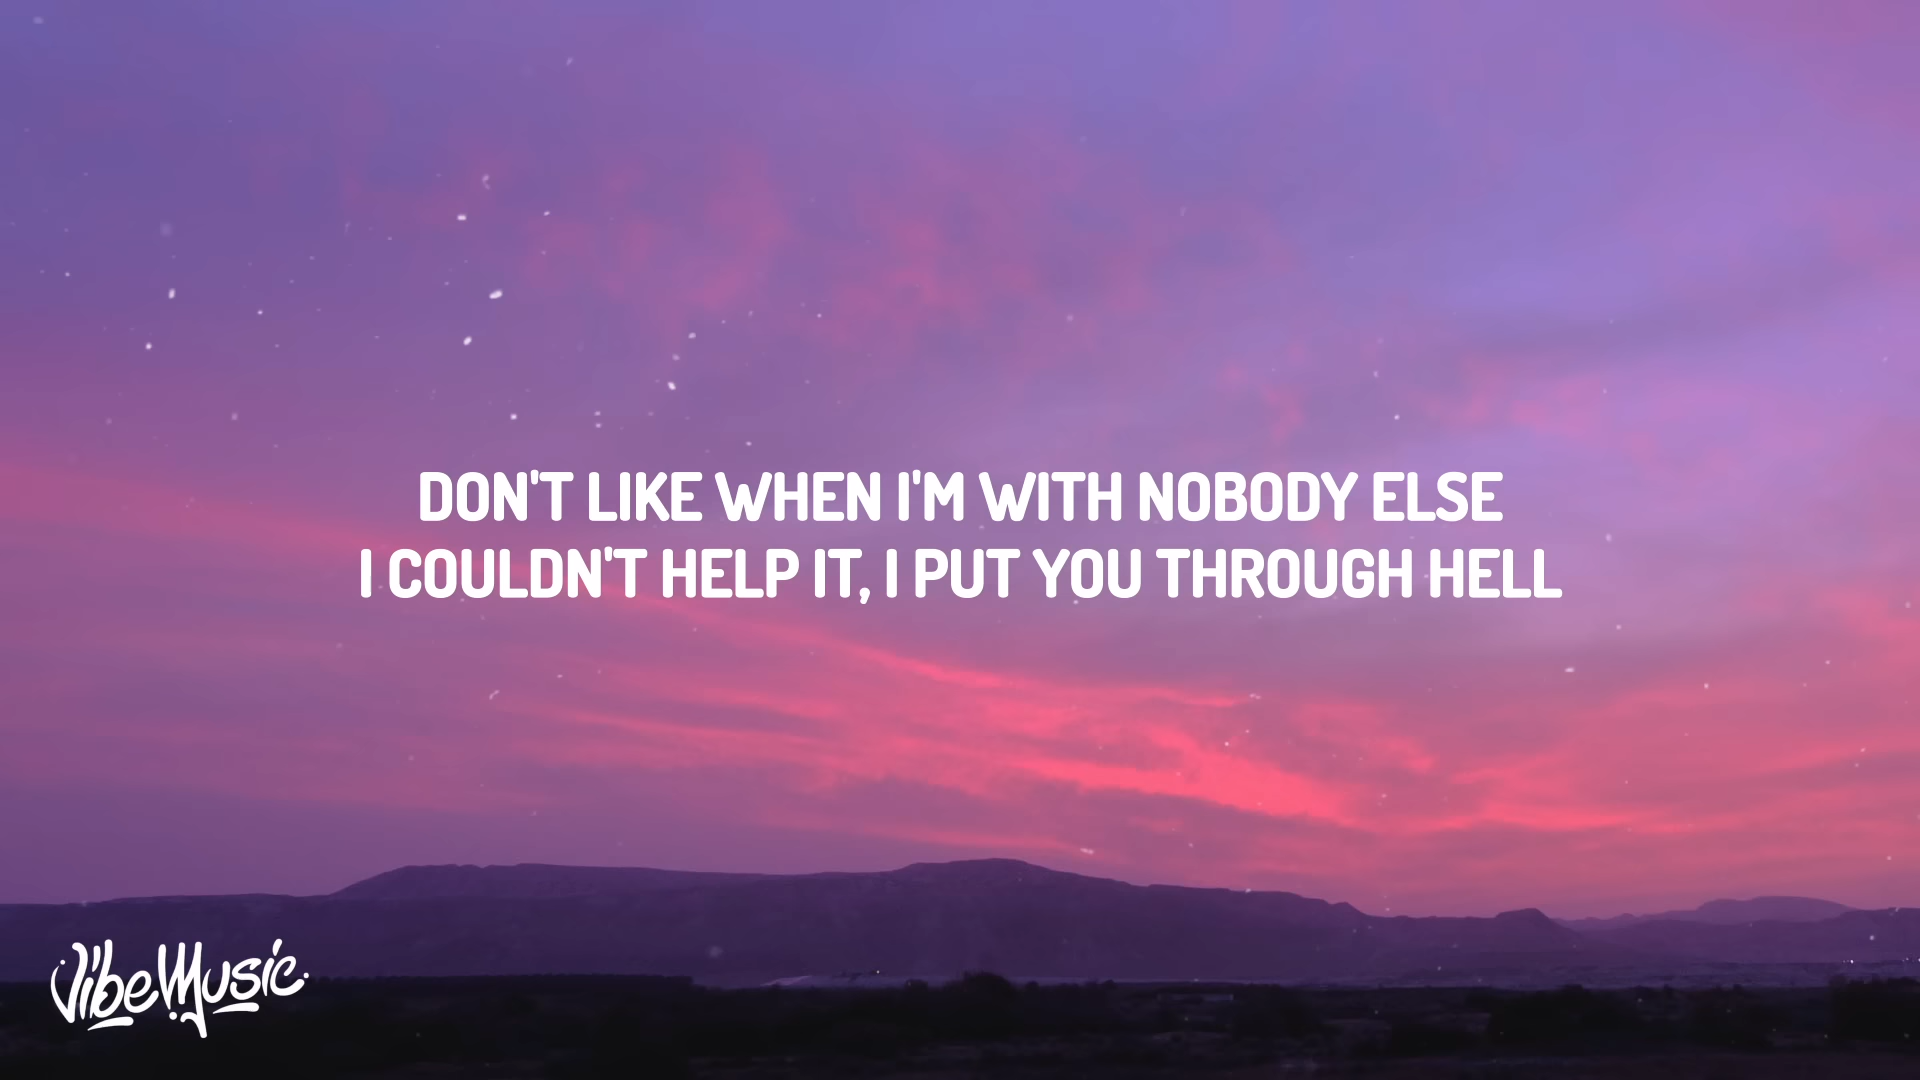 DON'T LIKE WHEN I'M WITH NOBODY ELSE
I COULDN'T HELP IT, I PUT YOU THROUGH HELL
VibeMusic